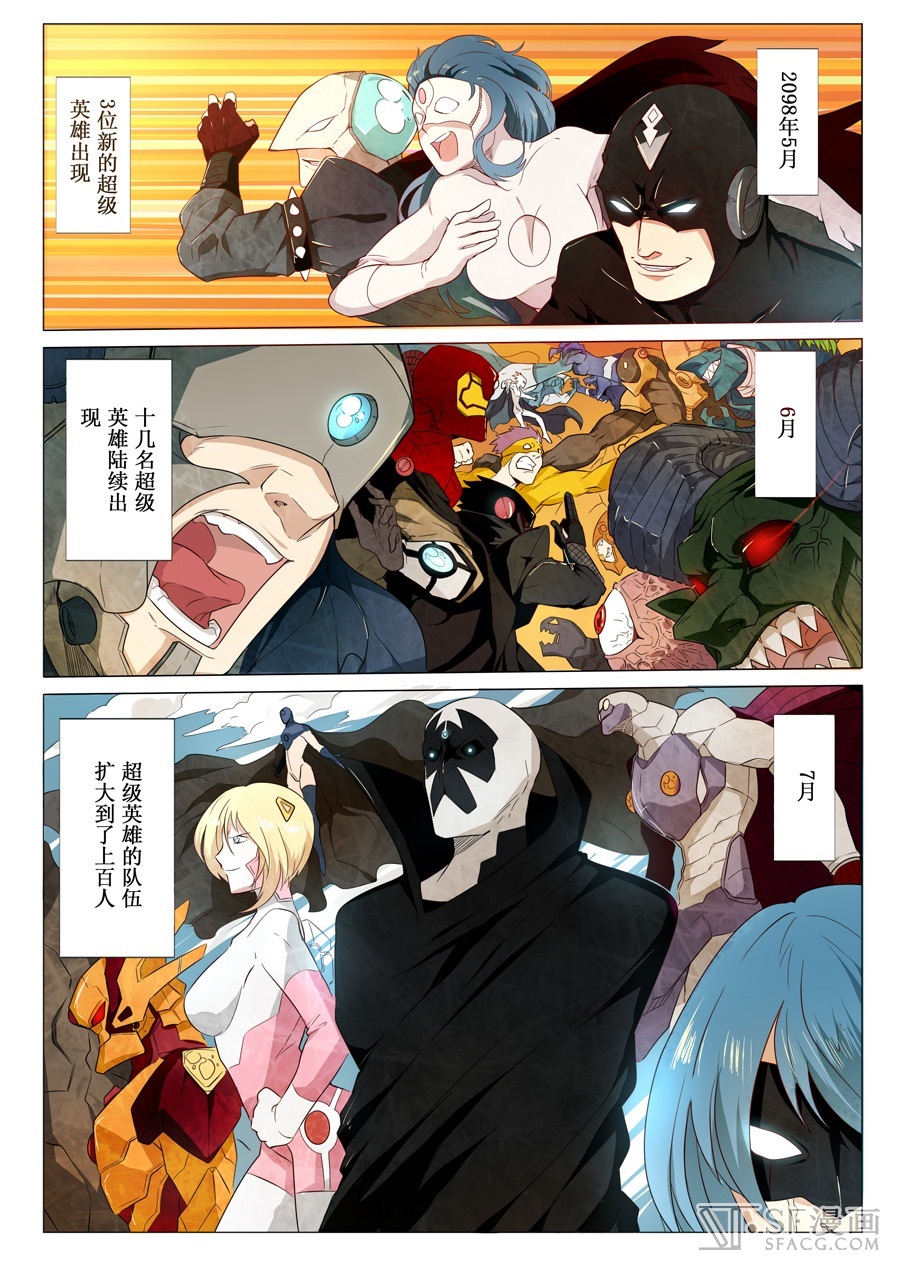 2098年5月
3位新的超级
英雄出现
6月
十几名超级
英雄陆续出
现
7月
超级英雄的队伍
扩大到了上百人
SF漫画
SFACG.COM